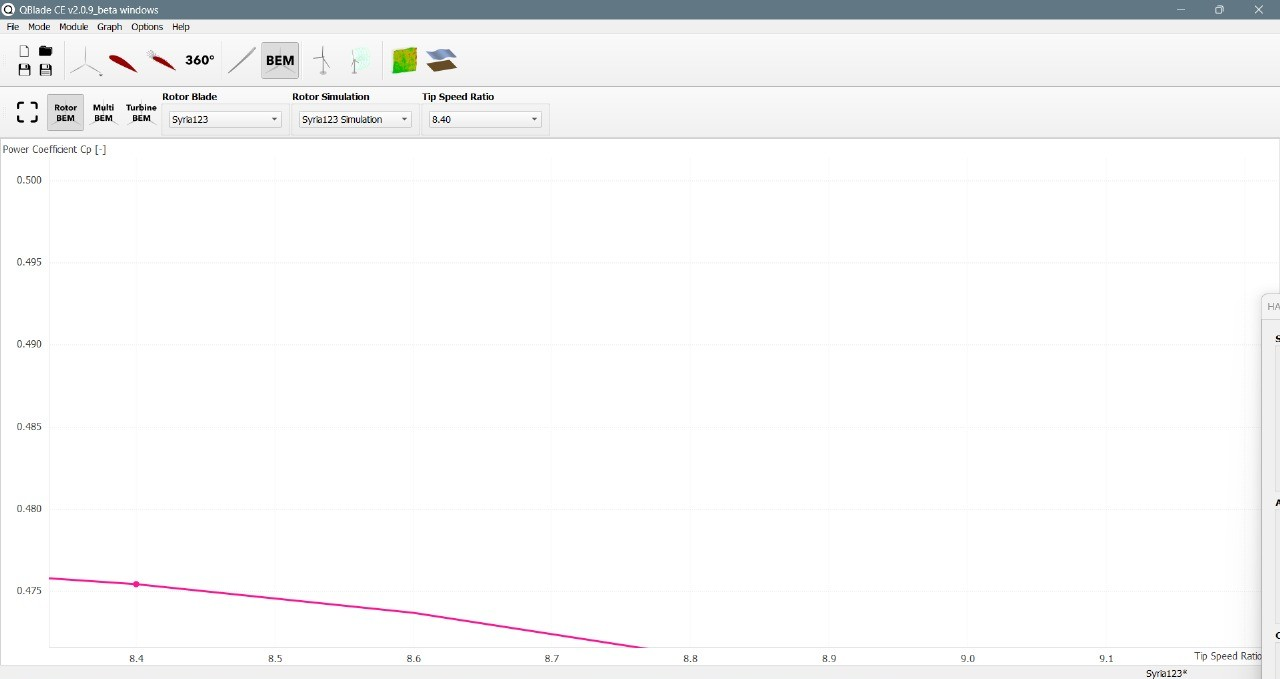 QBlade CE v2.0.9_beta windows
File Mode Module Graph Options Help
360° BEM
Rotor BEM
Multi BEM
Turbine BEM
Rotor Blade Rotor Simulation Tip Speed Ratio
Syria123 Syria123 Simulation 8.40
Power Coefficient Cp [-]
0.500
0.495
HA
0.490
0.485
0.480
0.475
8.4 8.5 8.6 8.7 8.8 8.9 9.0 9.1 Tip Speed Ratio
Syria123*